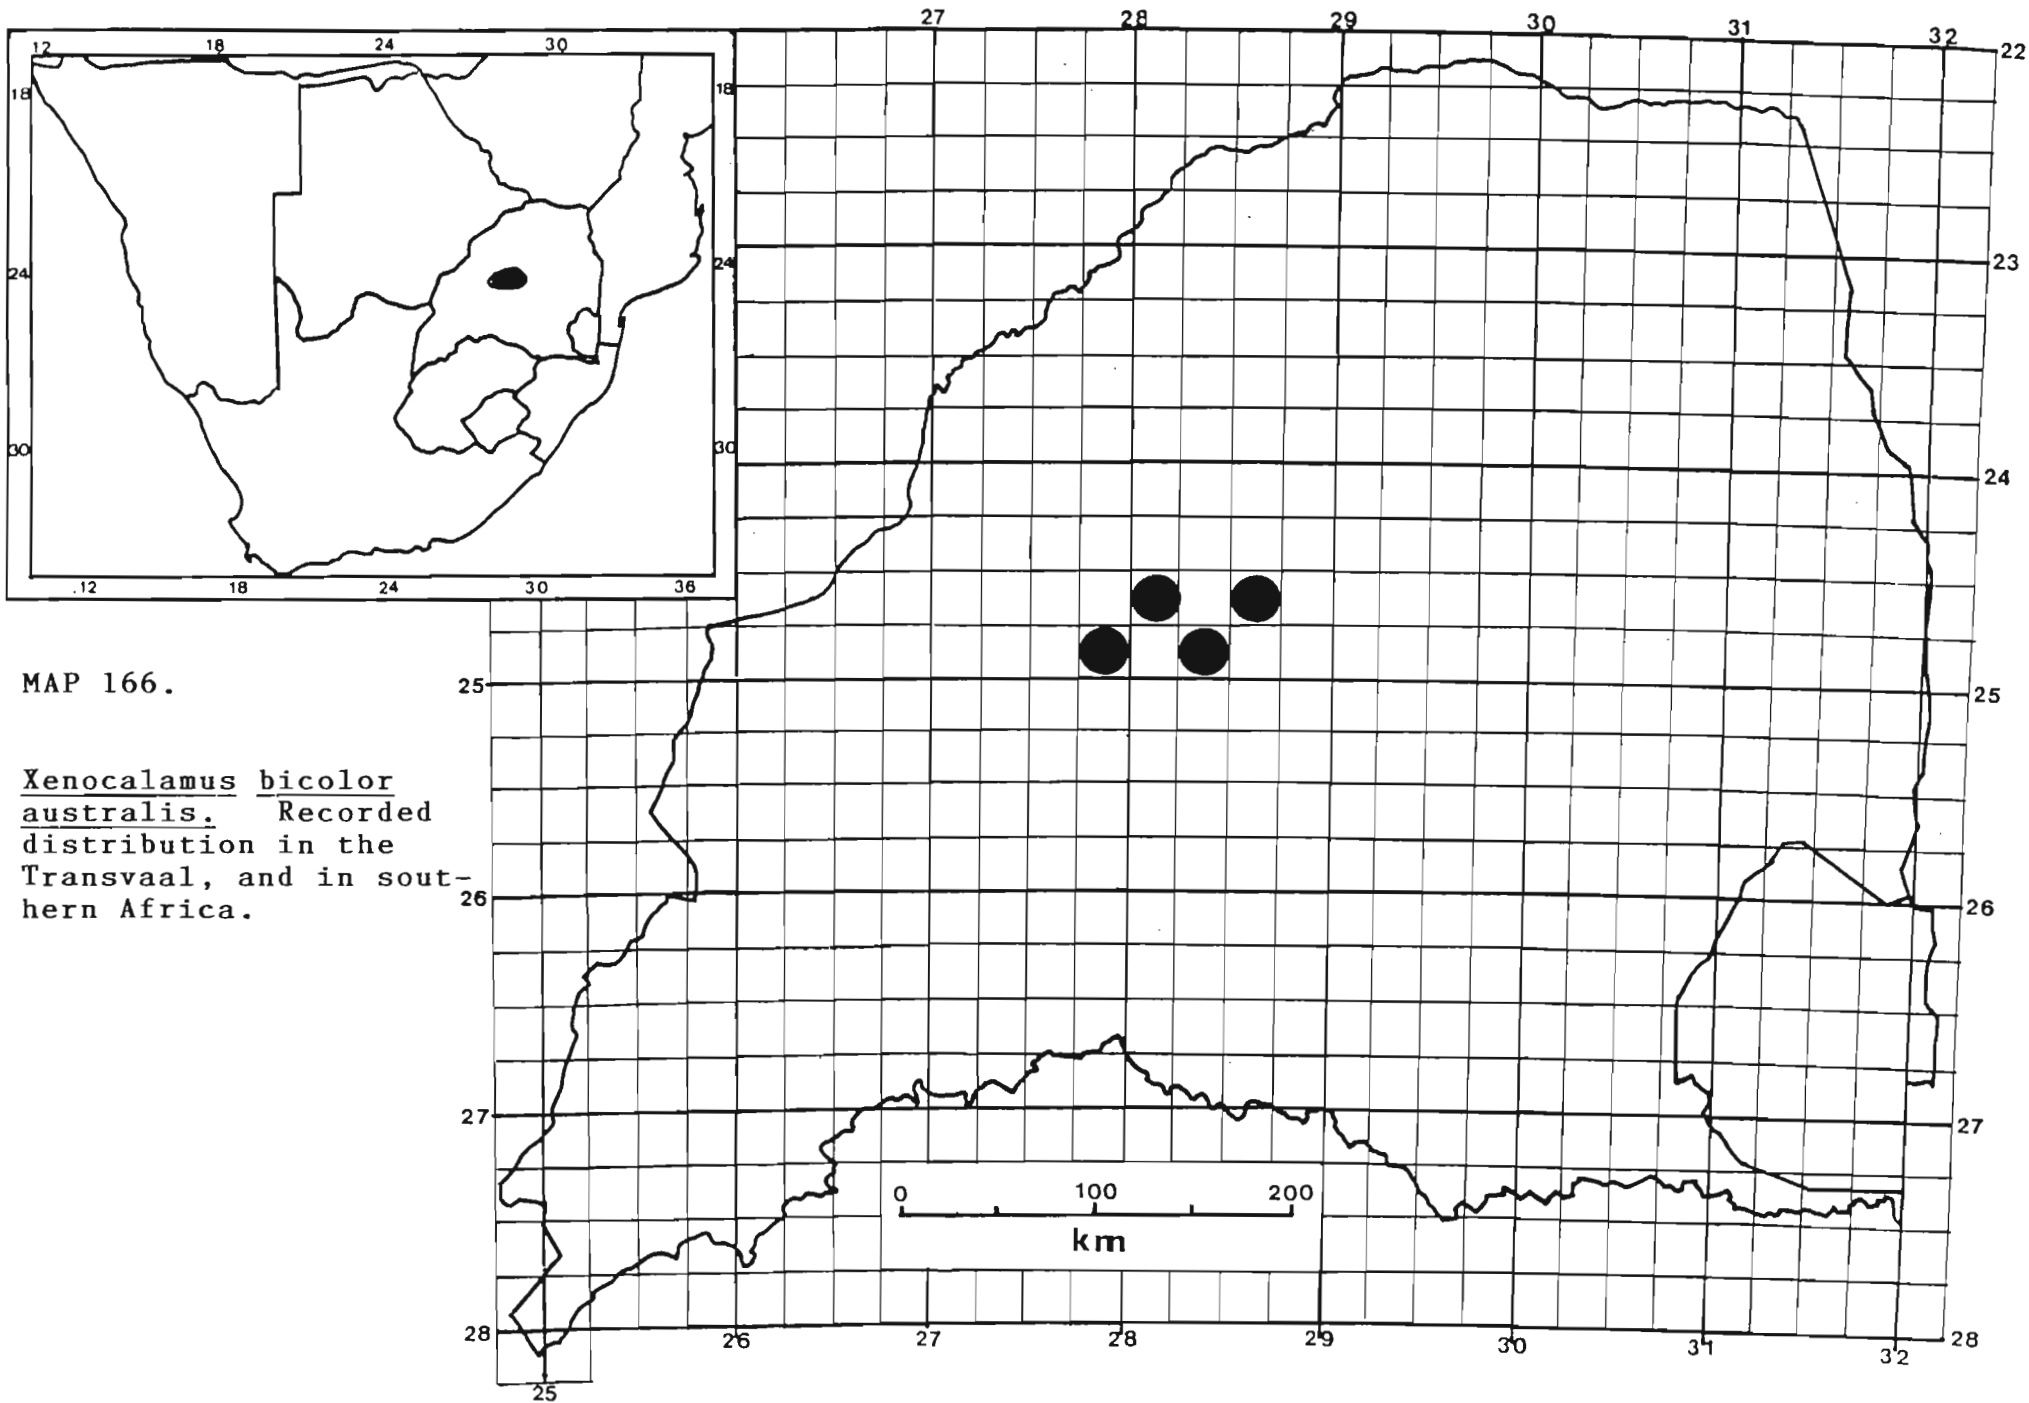 27 28 29 30 31 32
22
12 18 24 30
18 18
24 24
30 30
.12 18 24 30 36
23
24
MAP 166.
25 25
Xenocalamus bicolor
australis. Recorded
distribution in the
Transvaal, and in sout-
hern Africa.
26 26
27 27
0 100 200
km
28 28
26 27 28 29 30 31 32
25